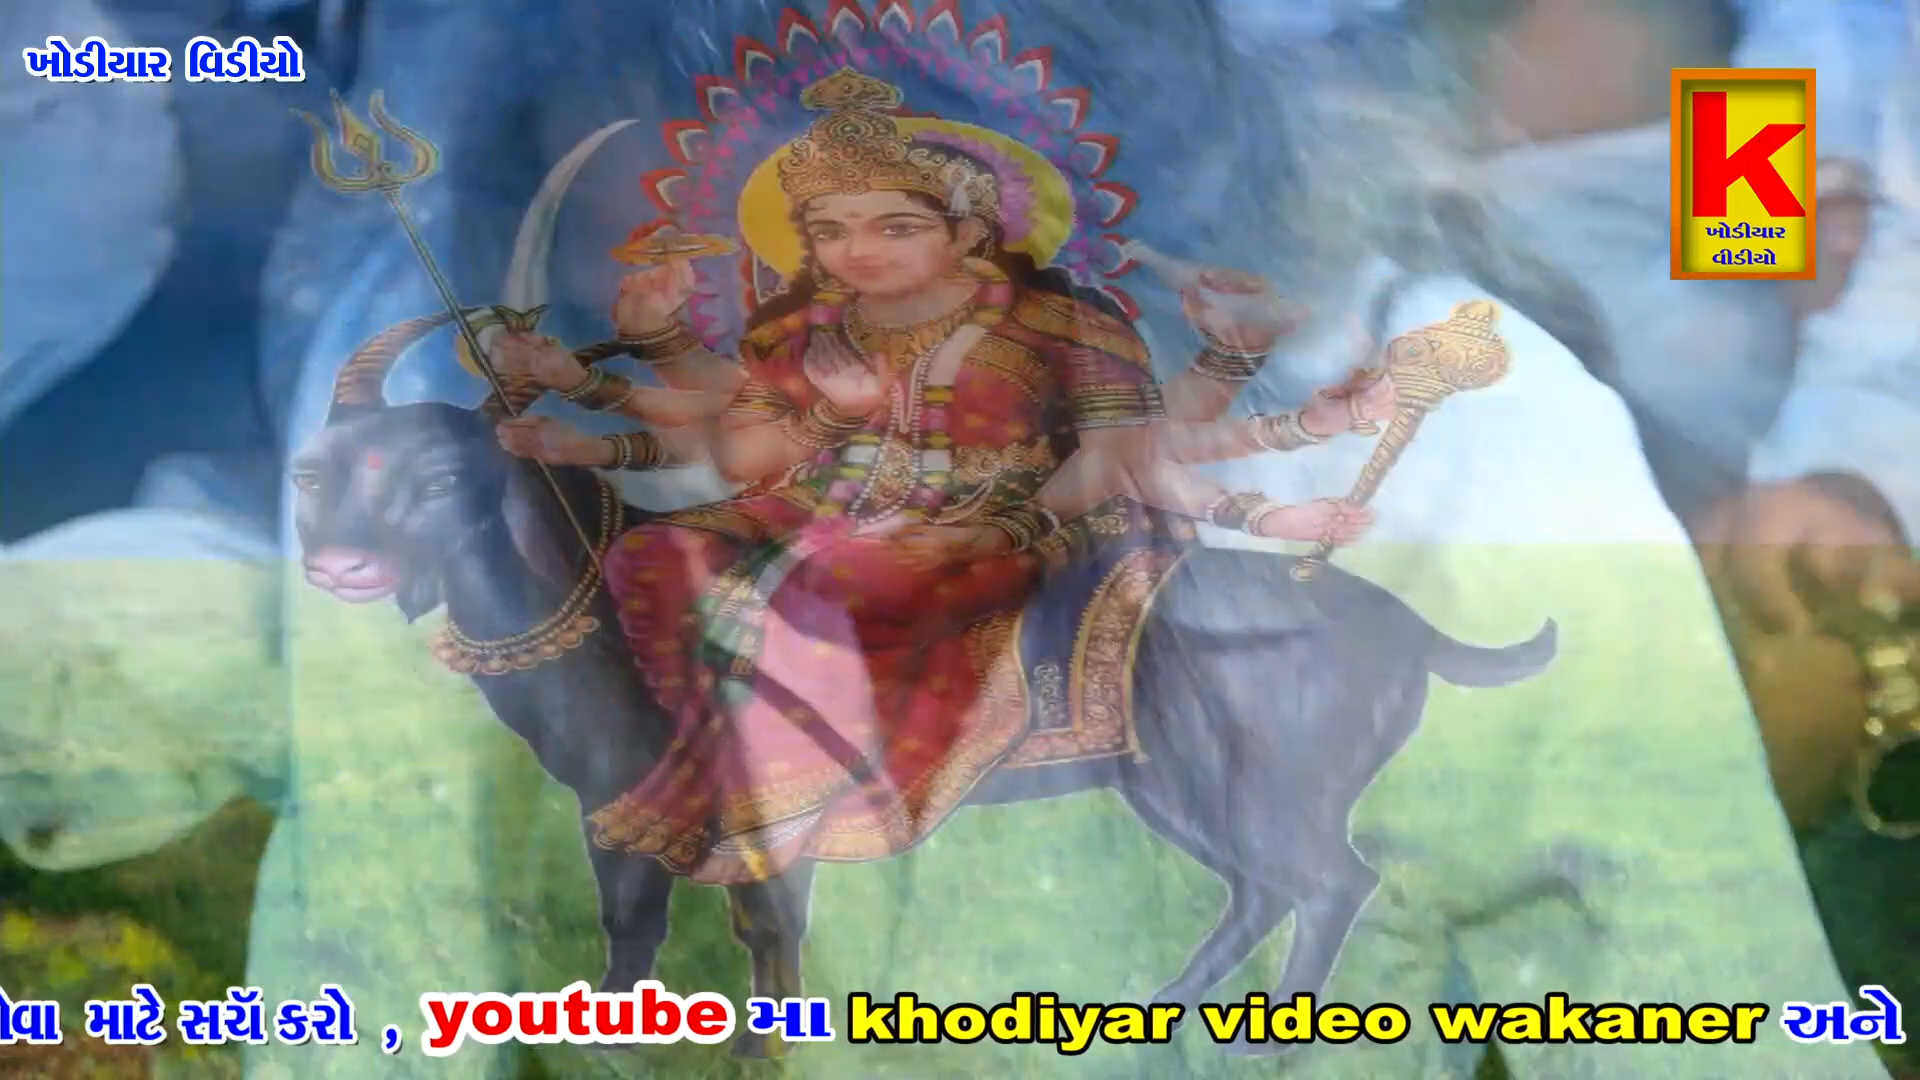 ખોડીયાર વિડીયો
k
ખોડીયાર
વીડીયો
માટે સર્ચ કરો , youtube મા khodiyar video wakaner અને